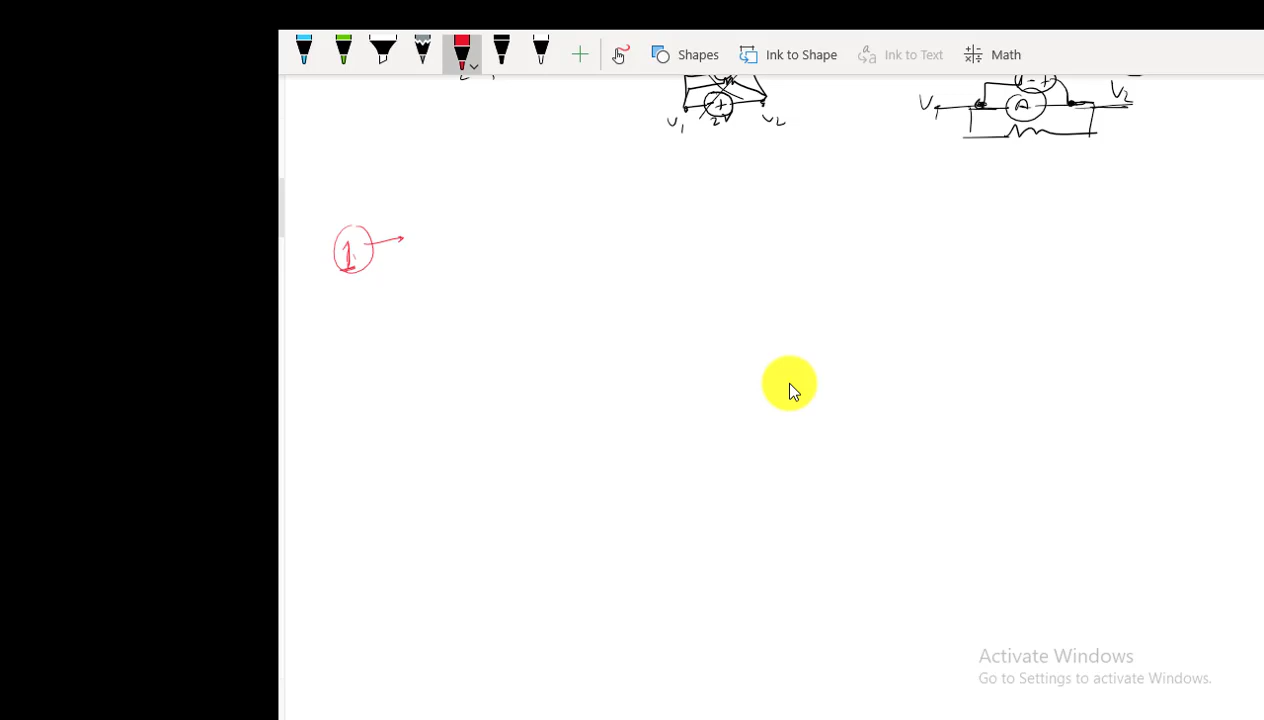 Shapes Ink to Shape Ink to Text Math
V1 2V V2
V1 A V2
1.
Activate Windows
Go to Settings to activate Windows.